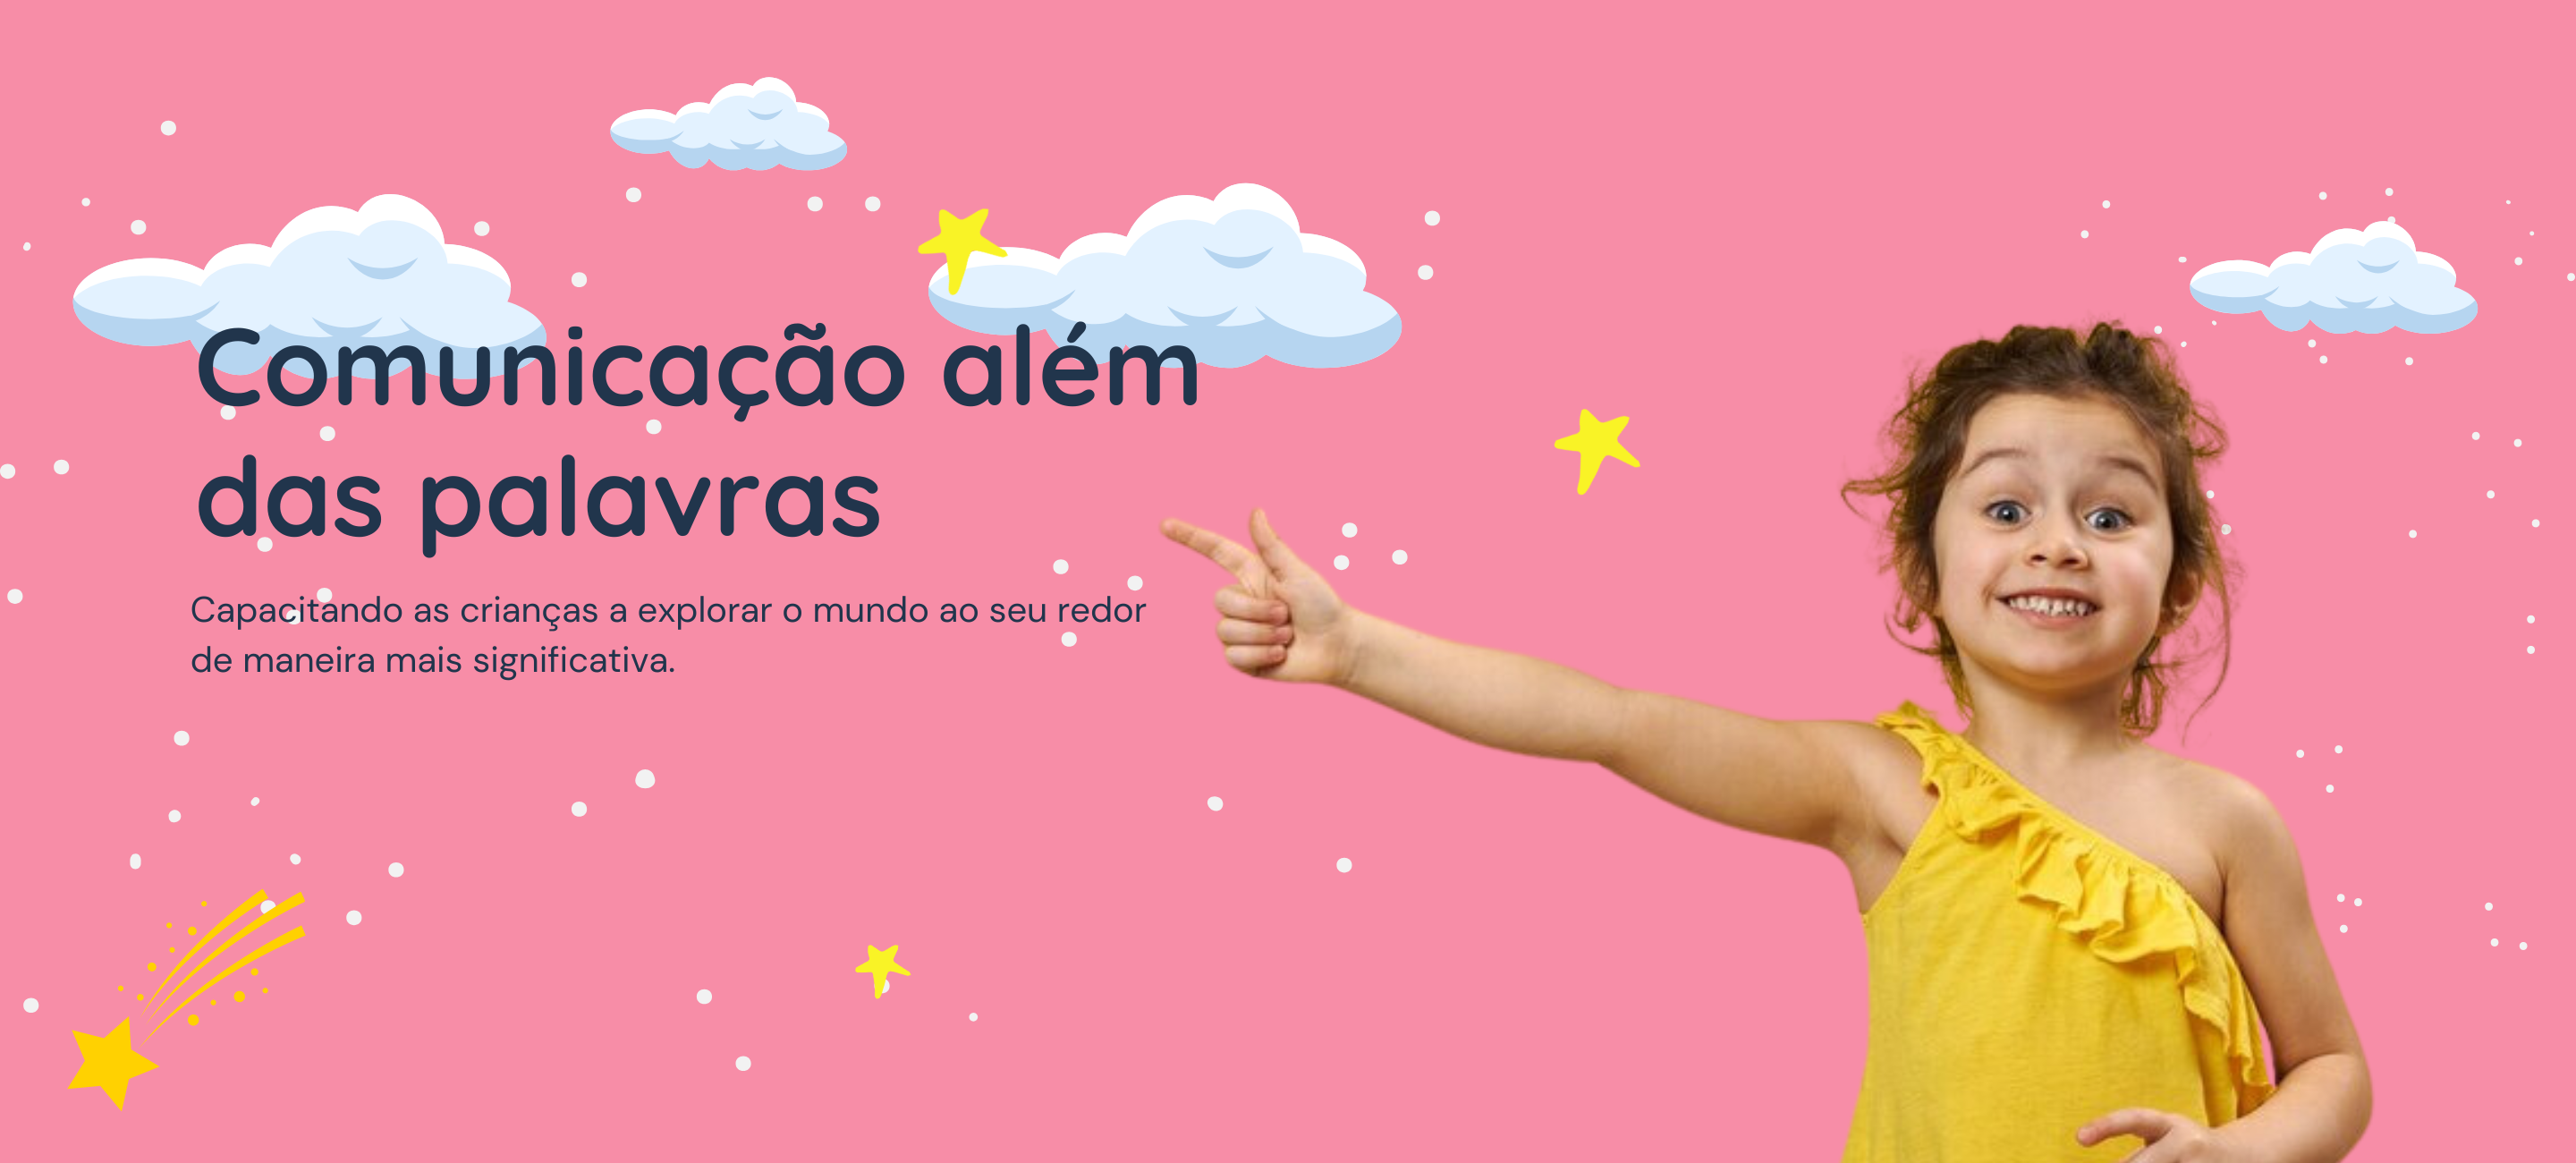 Comunicação além
das palavras
Capacitando as crianças a explorar o mundo ao seu redor
de maneira mais significativa.